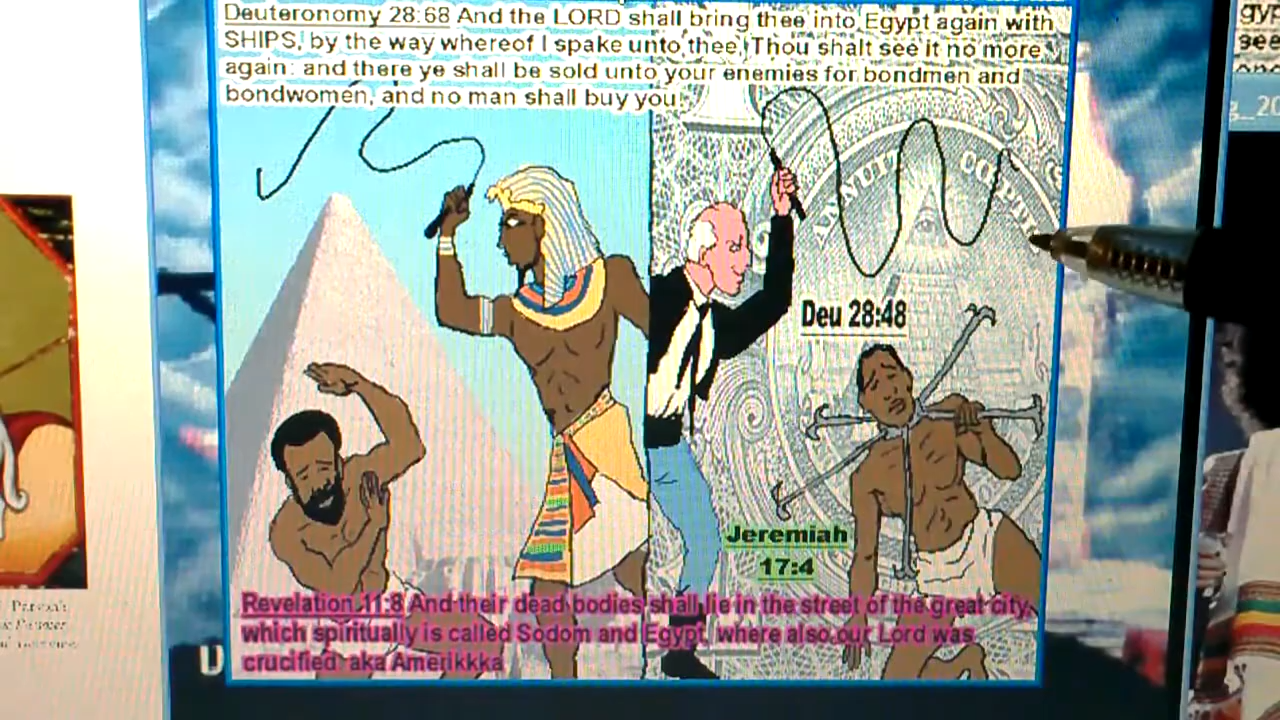 Deuteronomy 28:68 And the LORD shall bring thee into Egypt again with
SHIPS, by the way whereof I spake unto thee, Thou shalt see it no more
again: and there ye shall be sold unto your enemies for bondmen and
bondwomen, and no man shall buy you.
ANNUIT COEPTIS
Deu 28:48
Jeremiah
17:4
Revelation 11:8 And their dead bodies shall lie in the street of the great city,
which spiritually is called Sodom and Egypt, where also our Lord was
crucified aka Amerikkka